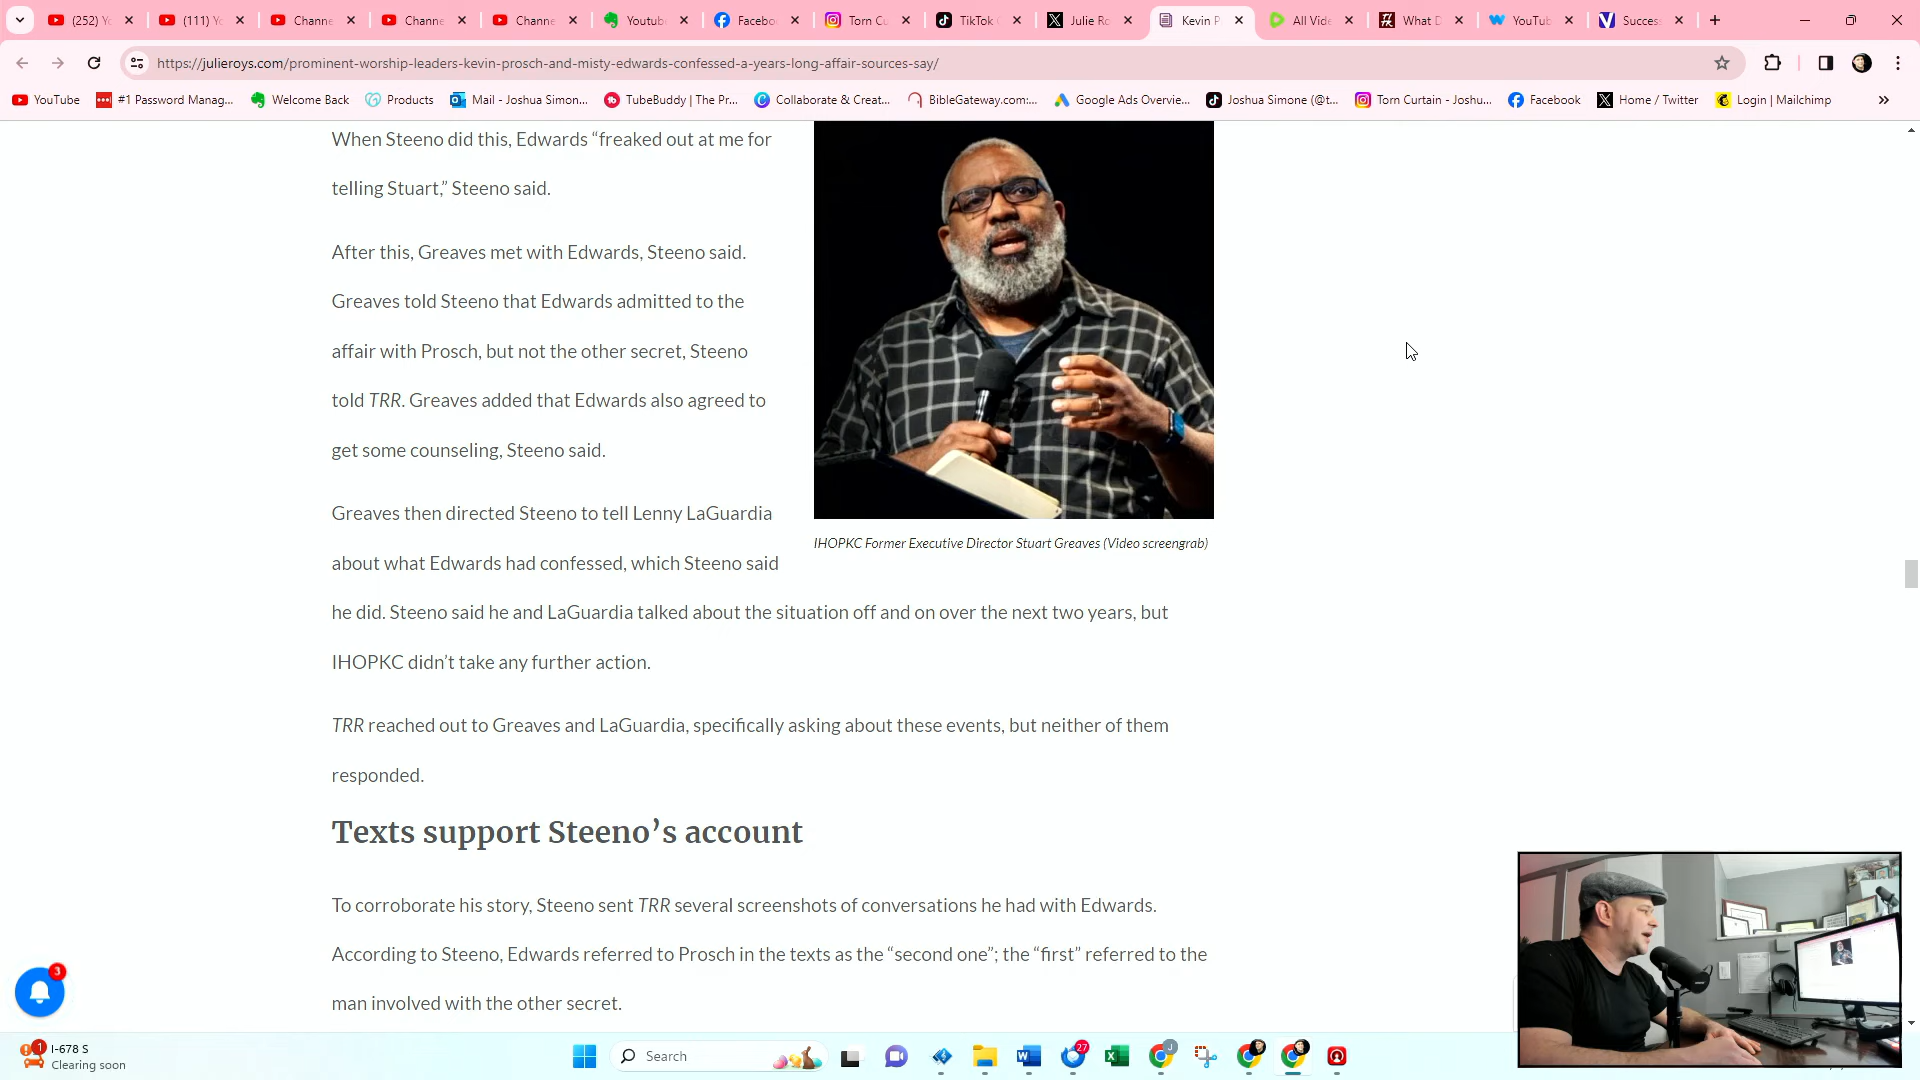 (252) Yo
(111) Yo
Channe
Channe
Channe
Youtube
Facebo
Torn Cu
TikTok
Julie Ro
Kevin P
All Vide
What D
YouTub
Succes
https://julieroys.com/prominent-worship-leaders-kevin-prosch-and-misty-edwards-confessed-a-years-long-affair-sources-say/
YouTube
#1 Password Manag...
Welcome Back
Products
Mail - Joshua Simon...
TubeBuddy | The Pr...
Collaborate & Creat...
BibleGateway.com:...
Google Ads Overvie...
Joshua Simone (@t...
Torn Curtain - Joshu...
Facebook
Home / Twitter
Login | Mailchimp
When Steeno did this, Edwards “freaked out at me for
telling Stuart,” Steeno said.
After this, Greaves met with Edwards, Steeno said.
Greaves told Steeno that Edwards admitted to the
affair with Prosch, but not the other secret, Steeno
told TRR. Greaves added that Edwards also agreed to
get some counseling, Steeno said.
IHOPKC Former Executive Director Stuart Greaves (Video screengrab)
Greaves then directed Steeno to tell Lenny LaGuardia
about what Edwards had confessed, which Steeno said
he did. Steeno said he and LaGuardia talked about the situation off and on over the next two years, but
IHOPKC didn’t take any further action.
TRR reached out to Greaves and LaGuardia, specifically asking about these events, but neither of them
responded.
Texts support Steeno’s account
To corroborate his story, Steeno sent TRR several screenshots of conversations he had with Edwards.
According to Steeno, Edwards referred to Prosch in the texts as the “second one”; the “first” referred to the
man involved with the other secret.
3
1
I-678 S
Clearing soon
Search
27